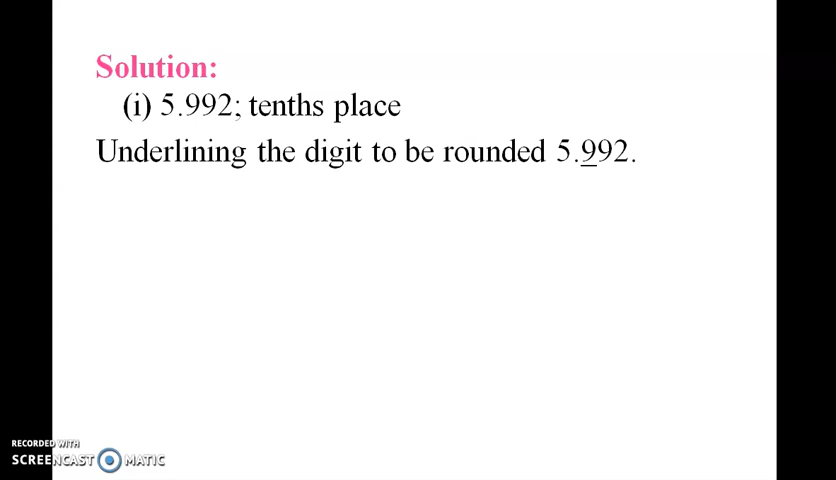 Solution:
(i) 5.992; tenths place
Underlining the digit to be rounded 5.992.
RECORDED WITH
SCREENCAST MATIC